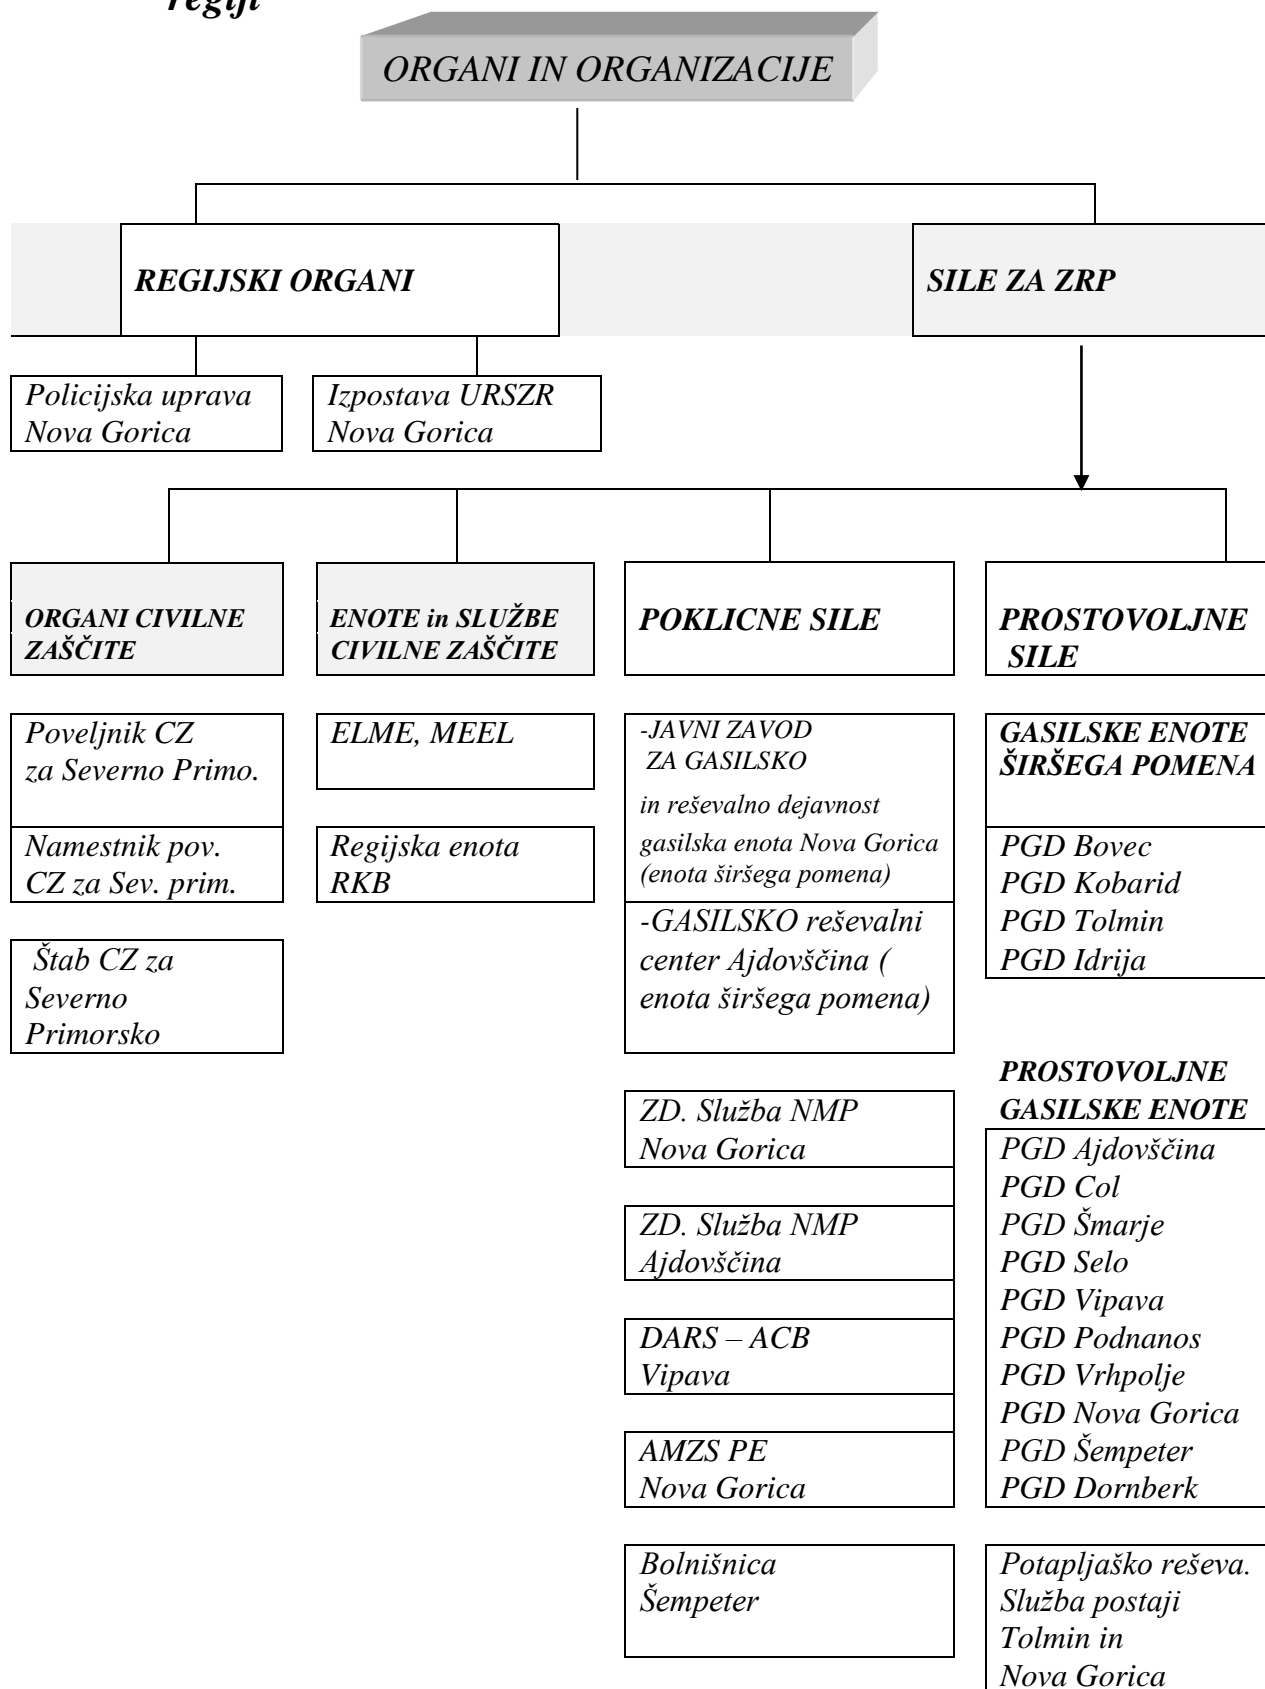 regiji
ORGANI IN ORGANIZACIJE
REGIJSKI ORGANI
SILE ZA ZRP
Policijska uprava
Nova Gorica
Izpostava URSZR
Nova Gorica
ORGANI CIVILNE
ZAŠČITE
Poveljnik CZ
za Severno Primo.
Namestnik pov.
CZ za Sev. prim.
Štab CZ za
Severno
Primorsko
ENOTE in SLUŽBE
CIVILNE ZAŠČITE
ELME, MEEL
Regijska enota
RKB
POKLICNE SILE
-JAVNI ZAVOD
ZA GASILSKO
in reševalno dejavnost
gasilska enota Nova Gorica
(enota širšega pomena)
-GASILSKO reševalni
center Ajdovščina (
enota širšega pomena)
ZD. Služba NMP
Nova Gorica
ZD. Služba NMP
Ajdovščina
DARS – ACB
Vipava
AMZS PE
Nova Gorica
Bolnišnica
Šempeter
PROSTOVOLJNE
SILE
GASILSKE ENOTE
ŠIRŠEGA POMENA
PGD Bovec
PGD Kobarid
PGD Tolmin
PGD Idrija
PROSTOVOLJNE
GASILSKE ENOTE
PGD Ajdovščina
PGD Col
PGD Šmarje
PGD Selo
PGD Vipava
PGD Podnanos
PGD Vrhpolje
PGD Nova Gorica
PGD Šempeter
PGD Dornberk
Potapljaško reševa.
Služba postaji
Tolmin in
Nova Gorica